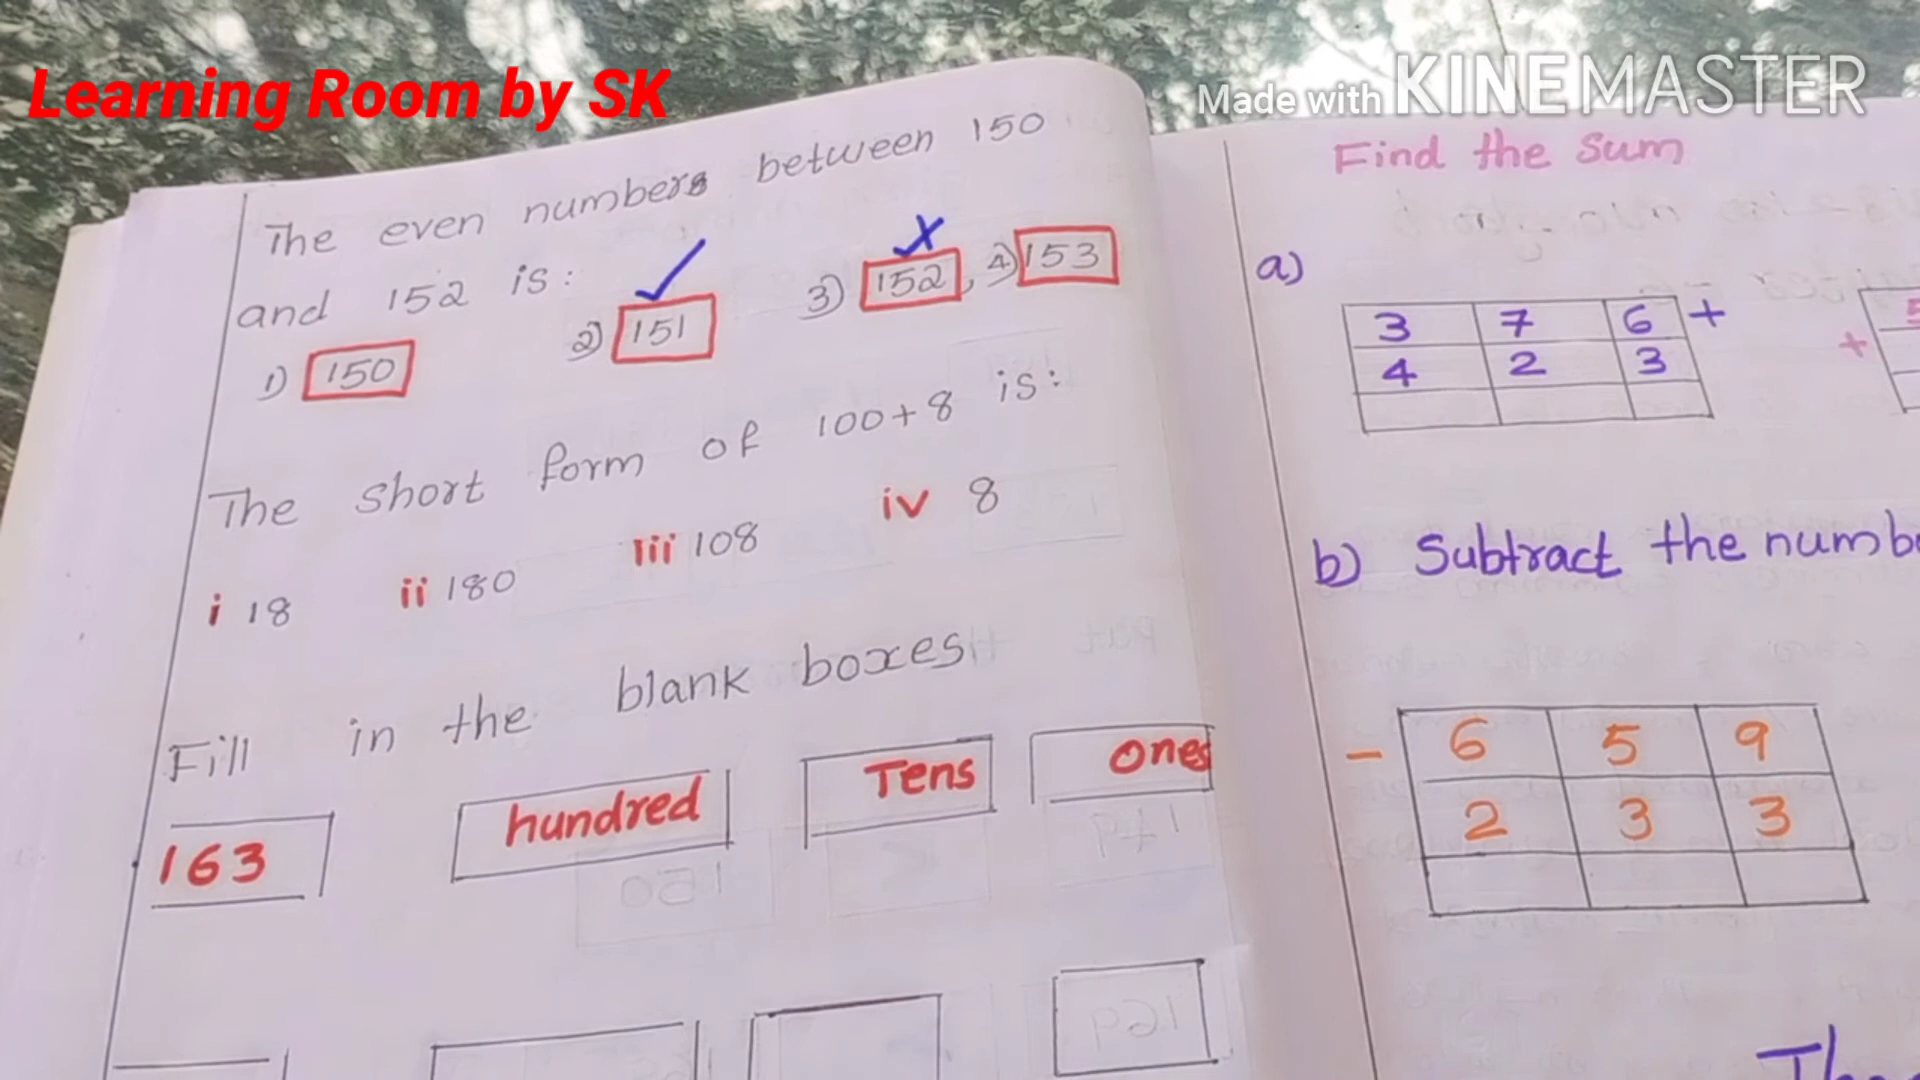 Learning Room by SK
Made with KINEMASTER
The even numbers between 150
and 152 is:
1) 150 2) 151 3) 152, 4) 153
The short form of 100+8 is:
i 18 ii 180 iii 108 iv 8
Fill in the blank boxes
163 hundred Tens Ones
Find the Sum
a)
3 7 6 +
4 2 3
+
b) Subtract the numb
- 6 5 9
2 3 3